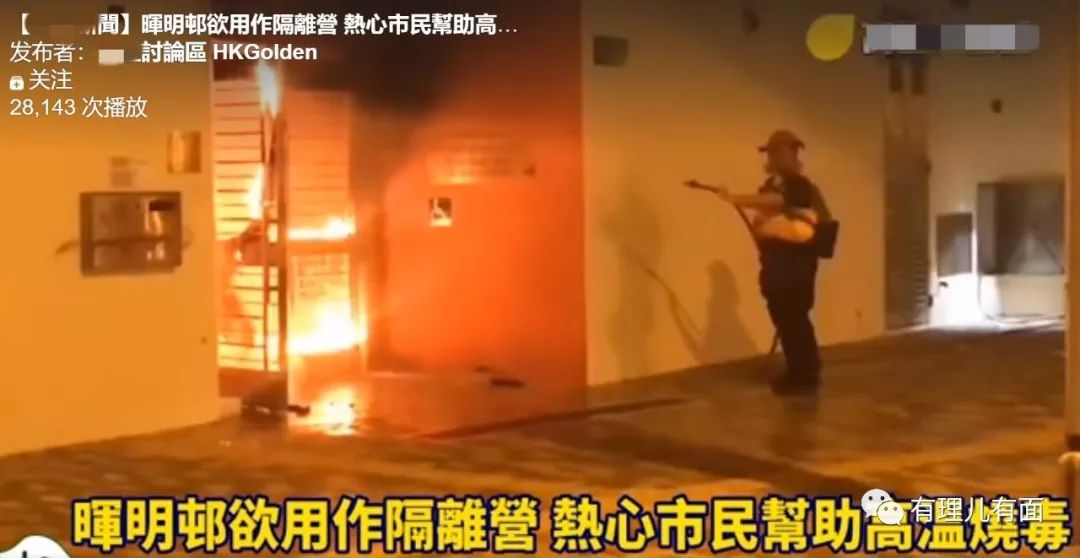 【 聞】暉明邨欲用作隔離營 熱心市民幫助高…
发布者： 討論區 HKGolden
关注
28,143 次播放
暉明邨欲用作隔離營 熱心市民幫助高溫燒毒
有理儿有面